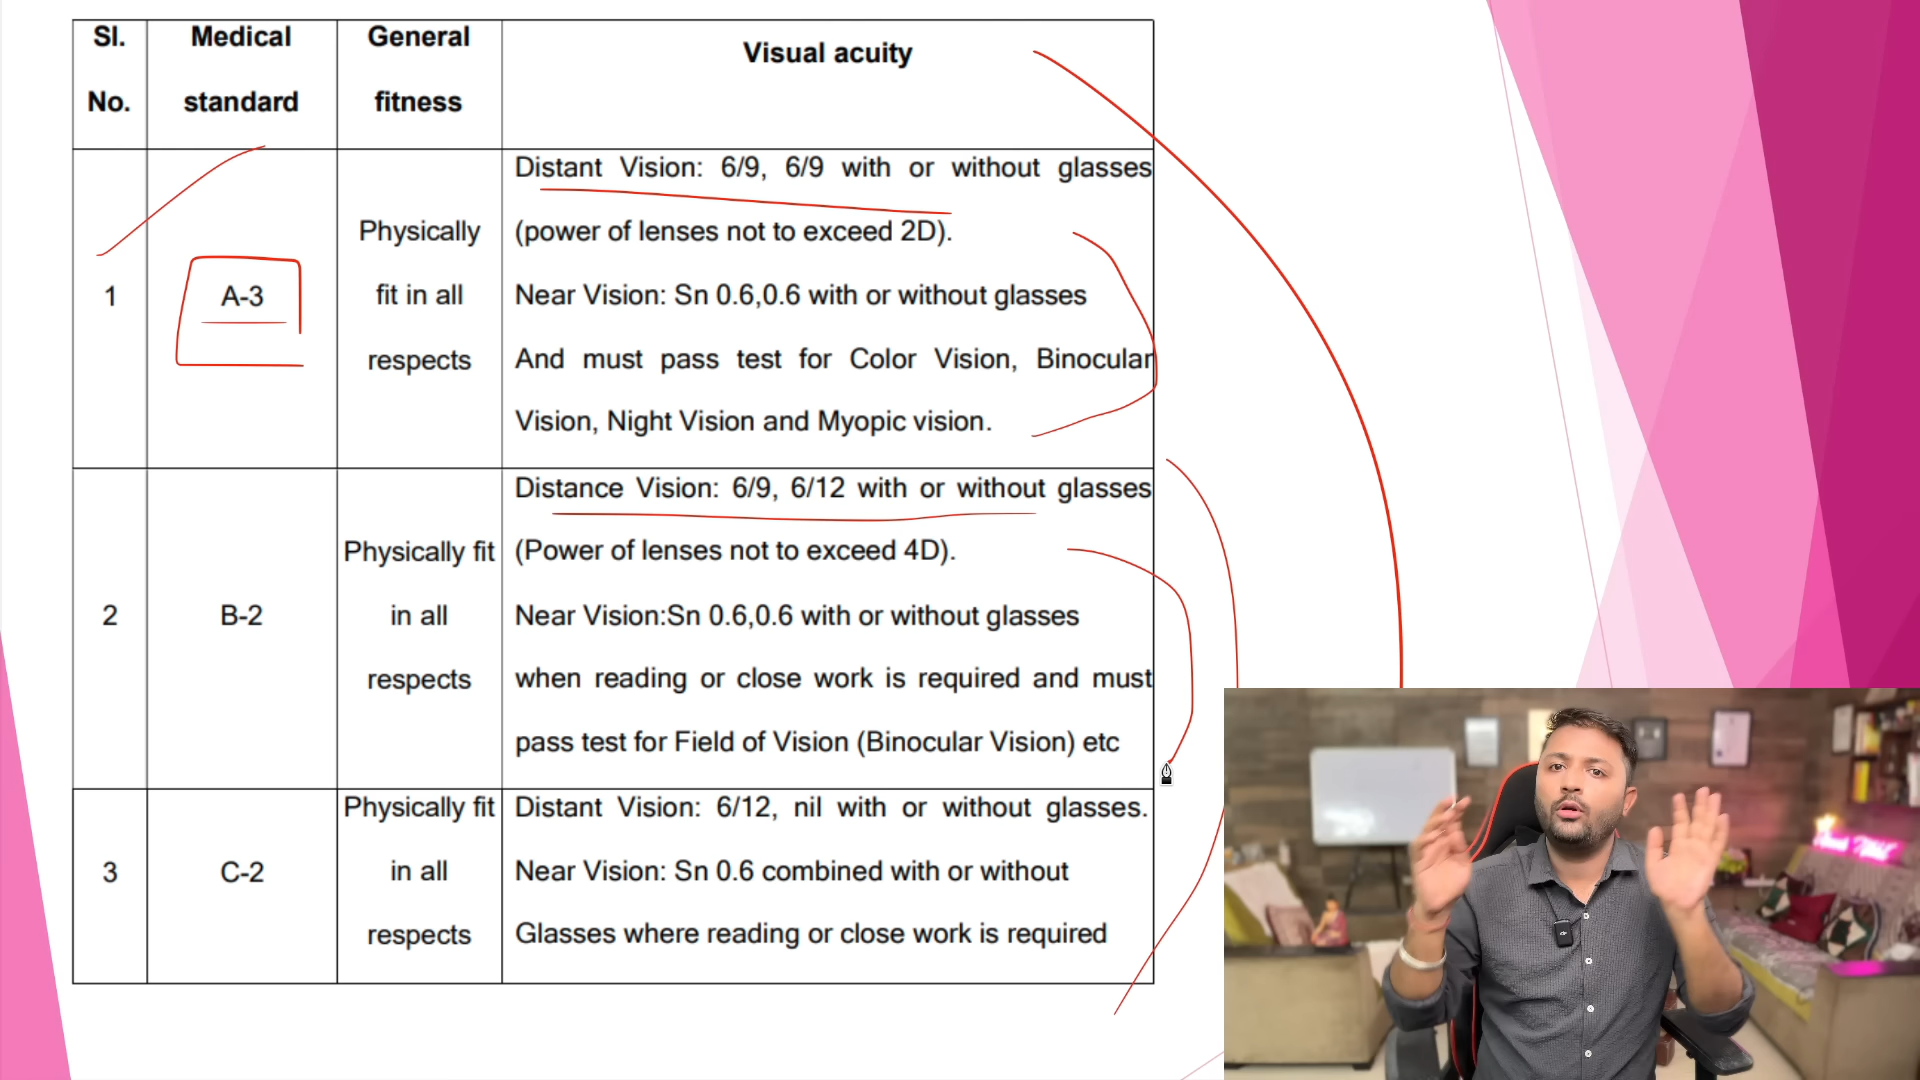 Sl. No.
Medical standard
General fitness
Visual acuity
1
A-3
Physically
fit in all
respects
Distant Vision: 6/9, 6/9 with or without glasses
(power of lenses not to exceed 2D).
Near Vision: Sn 0.6,0.6 with or without glasses
And must pass test for Color Vision, Binocular
Vision, Night Vision and Myopic vision.
2
B-2
Physically fit
in all
respects
Distance Vision: 6/9, 6/12 with or without glasses
(Power of lenses not to exceed 4D).
Near Vision:Sn 0.6,0.6 with or without glasses
when reading or close work is required and must
pass test for Field of Vision (Binocular Vision) etc
3
C-2
Physically fit
in all
respects
Distant Vision: 6/12, nil with or without glasses.
Near Vision: Sn 0.6 combined with or without
Glasses where reading or close work is required